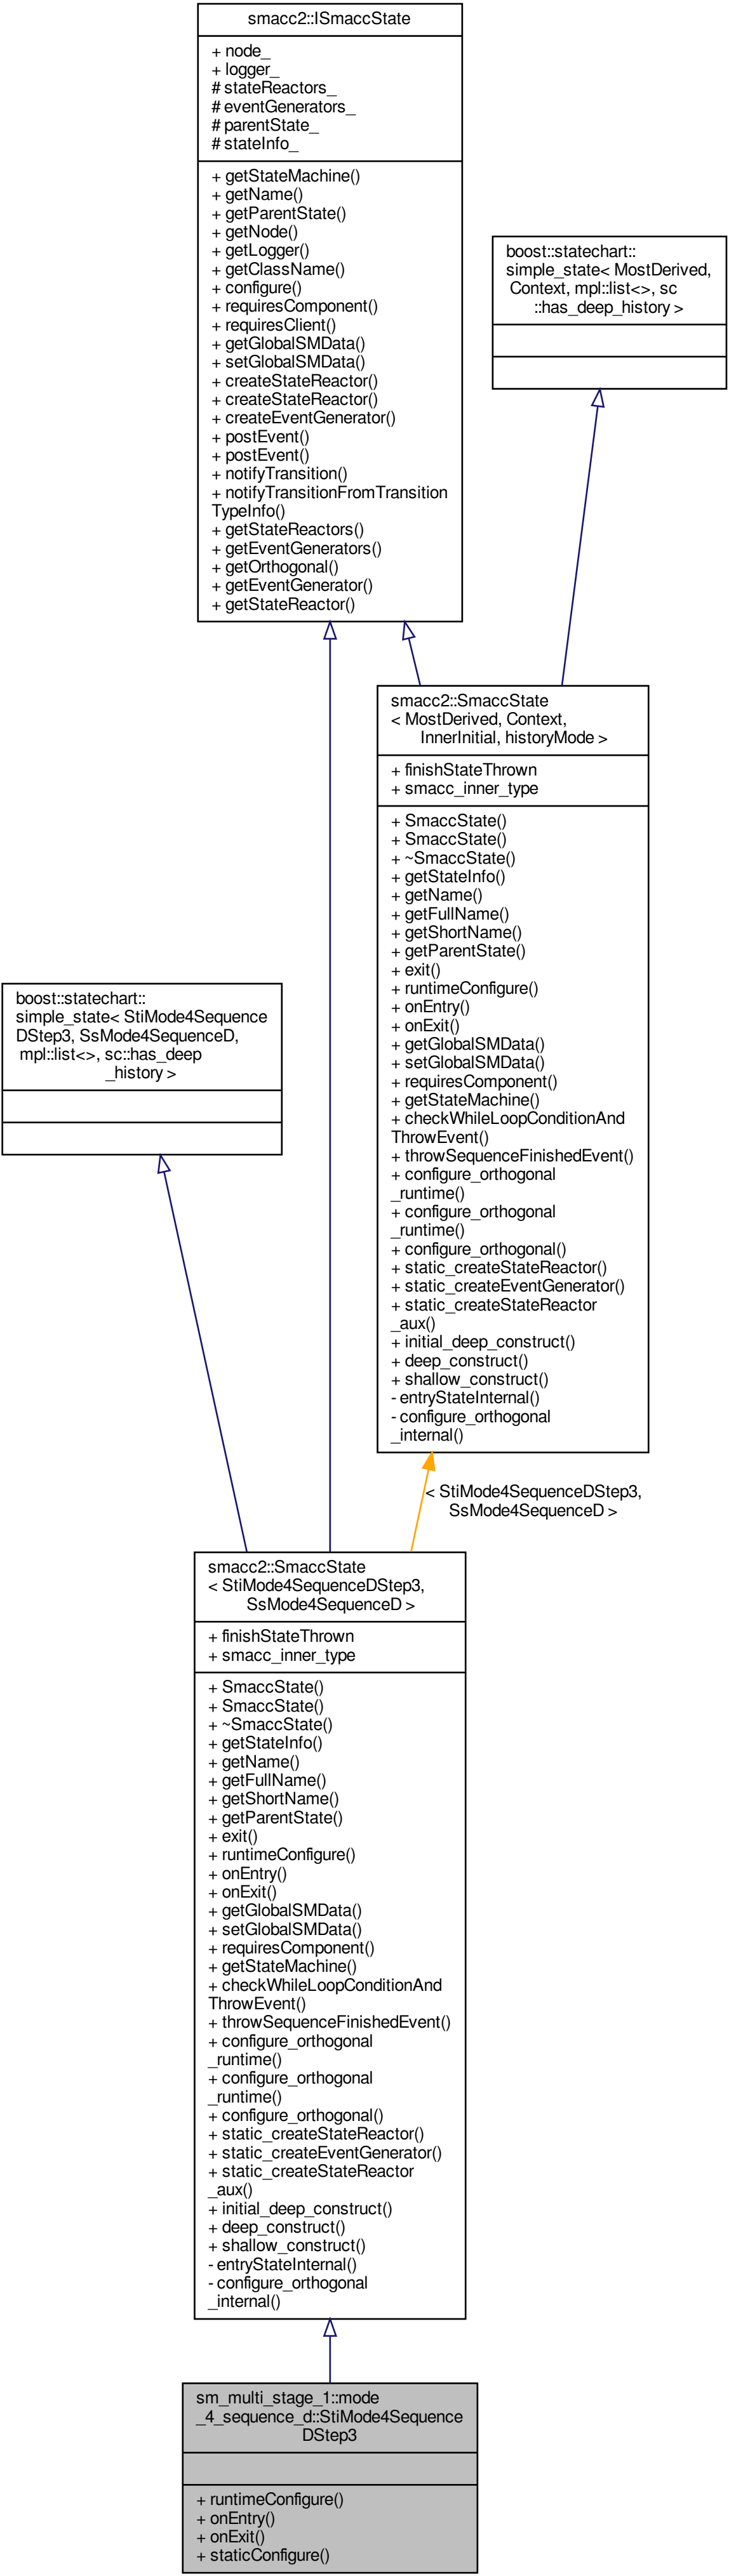 smacc2::ISmaccState
+ node_
+ logger_
# stateReactors_
# eventGenerators_
# parentState_
# stateInfo_
+ getStateMachine()
+ getName()
+ getParentState()
+ getNode()
+ getLogger()
+ getClassName()
+ configure()
+ requiresComponent()
+ requiresClient()
+ getGlobalSMData()
+ setGlobalSMData()
+ createStateReactor()
+ createStateReactor()
+ createEventGenerator()
+ postEvent()
+ postEvent()
+ notifyTransition()
+ notifyTransitionFromTransition
TypeInfo()
+ getStateReactors()
+ getEventGenerators()
+ getOrthogonal()
+ getEventGenerator()
+ getStateReactor()
boost::statechart::
simple_state< MostDerived,
Context, mpl::list<>, sc
::has_deep_history >
smacc2::SmaccState
< MostDerived, Context,
InnerInitial, historyMode >
+ finishStateThrown
+ smacc_inner_type
+ SmaccState()
+ SmaccState()
+ ~SmaccState()
+ getStateInfo()
+ getName()
+ getFullName()
+ getShortName()
+ getParentState()
+ exit()
+ runtimeConfigure()
+ onEntry()
+ onExit()
+ getGlobalSMData()
+ setGlobalSMData()
+ requiresComponent()
+ getStateMachine()
+ checkWhileLoopConditionAnd
ThrowEvent()
+ throwSequenceFinishedEvent()
+ configure_orthogonal
_runtime()
+ configure_orthogonal
_runtime()
+ configure_orthogonal()
+ static_createStateReactor()
+ static_createEventGenerator()
+ static_createStateReactor
_aux()
+ initial_deep_construct()
+ deep_construct()
+ shallow_construct()
- entryStateInternal()
- configure_orthogonal
_internal()
boost::statechart::
simple_state< StiMode4Sequence
DStep3, SsMode4SequenceD,
mpl::list<>, sc::has_deep
_history >
< StiMode4SequenceDStep3,
SsMode4SequenceD >
smacc2::SmaccState
< StiMode4SequenceDStep3,
SsMode4SequenceD >
+ finishStateThrown
+ smacc_inner_type
+ SmaccState()
+ SmaccState()
+ ~SmaccState()
+ getStateInfo()
+ getName()
+ getFullName()
+ getShortName()
+ getParentState()
+ exit()
+ runtimeConfigure()
+ onEntry()
+ onExit()
+ getGlobalSMData()
+ setGlobalSMData()
+ requiresComponent()
+ getStateMachine()
+ checkWhileLoopConditionAnd
ThrowEvent()
+ throwSequenceFinishedEvent()
+ configure_orthogonal
_runtime()
+ configure_orthogonal
_runtime()
+ configure_orthogonal()
+ static_createStateReactor()
+ static_createEventGenerator()
+ static_createStateReactor
_aux()
+ initial_deep_construct()
+ deep_construct()
+ shallow_construct()
- entryStateInternal()
- configure_orthogonal
_internal()
sm_multi_stage_1::mode
_4_sequence_d::StiMode4Sequence
DStep3
+ runtimeConfigure()
+ onEntry()
+ onExit()
+ staticConfigure()